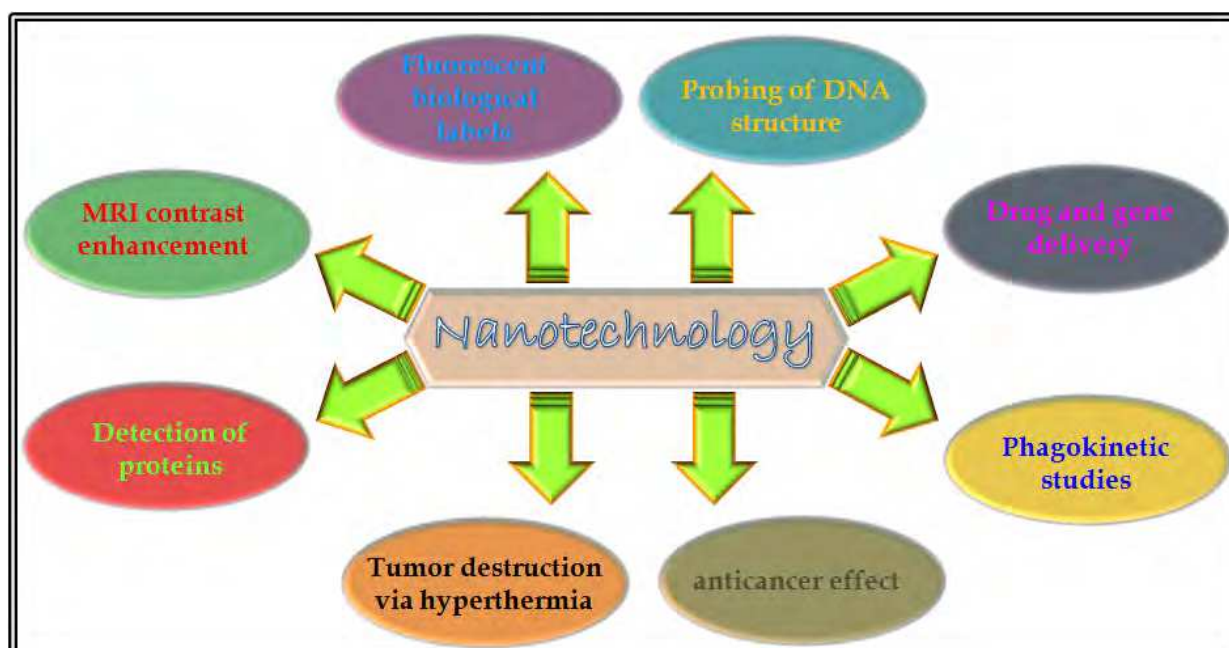 Fluorescent
biological
labels
Probing of DNA
structure
MRI contrast
enhancement
Drug and gene
delivery
Nanotechnology
Detection of
proteins
Phagokinetic
studies
Tumor destruction
via hyperthermia
anticancer effect